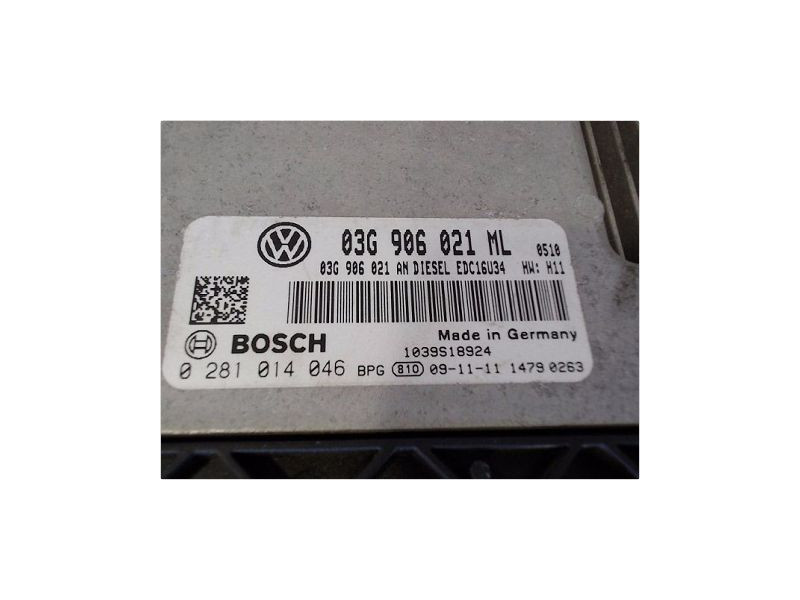 03G 906 021 ML 0510
03G 906 021 AN DIESEL EDC16U34 HW: H11
Made in Germany
BOSCH 1039S18924
0 281 014 046 BPG 810 09-11-11 1479 0263